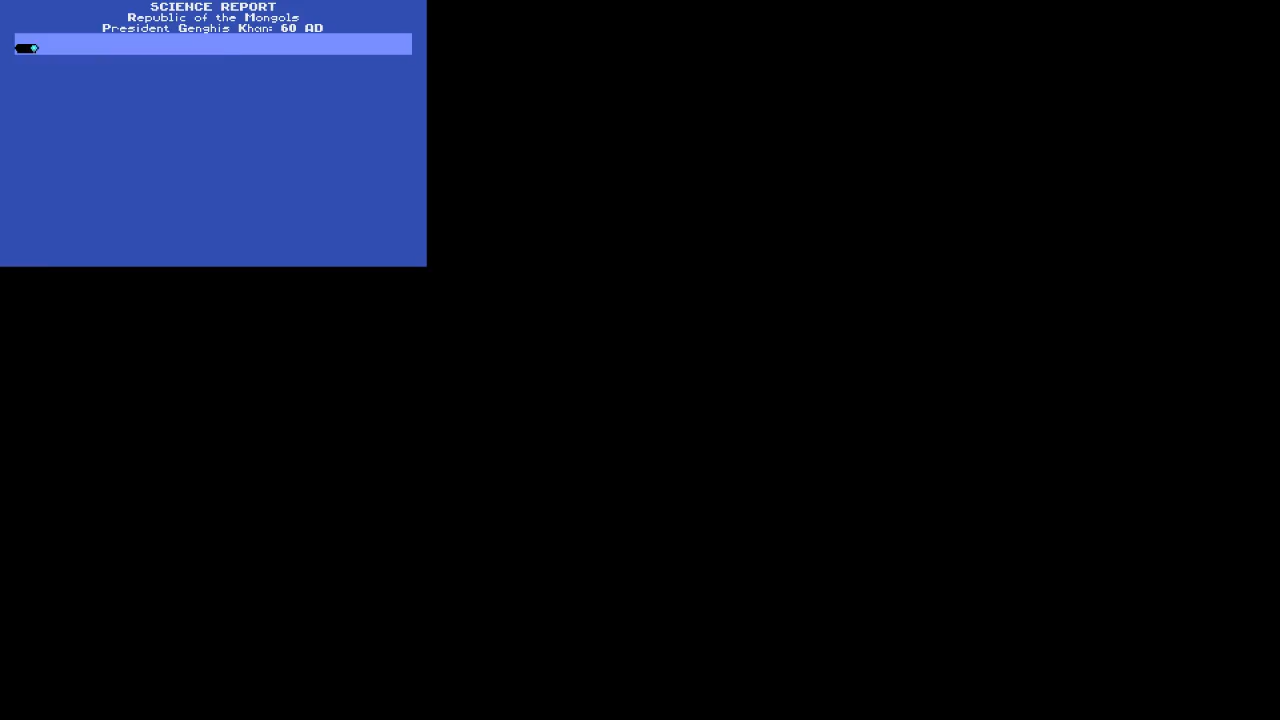 SCIENCE REPORT
Republic of the Mongols
President Genghis Khan: 60 AD